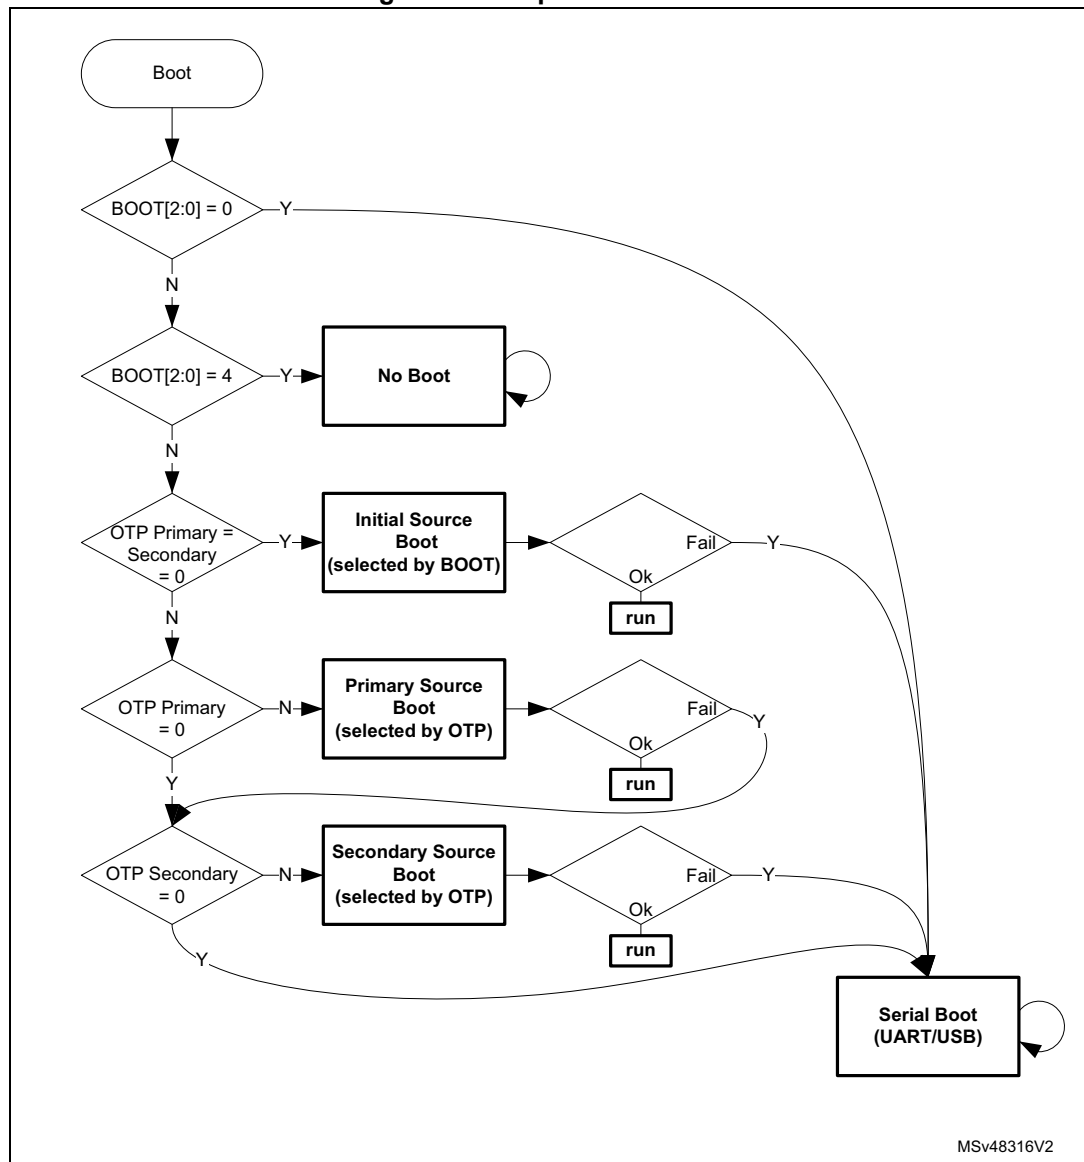 Boot
BOOT[2:0] = 0
Y
N
BOOT[2:0] = 4
Y
No Boot
N
OTP Primary =
Secondary
= 0
Y
Initial Source
Boot
(selected by BOOT)
Fail
Y
Ok
run
N
OTP Primary
= 0
N
Primary Source
Boot
(selected by OTP)
Fail
Y
Ok
run
Y
OTP Secondary
= 0
N
Secondary Source
Boot
(selected by OTP)
Fail
Y
Ok
run
Y
Serial Boot
(UART/USB)
MSv48316V2